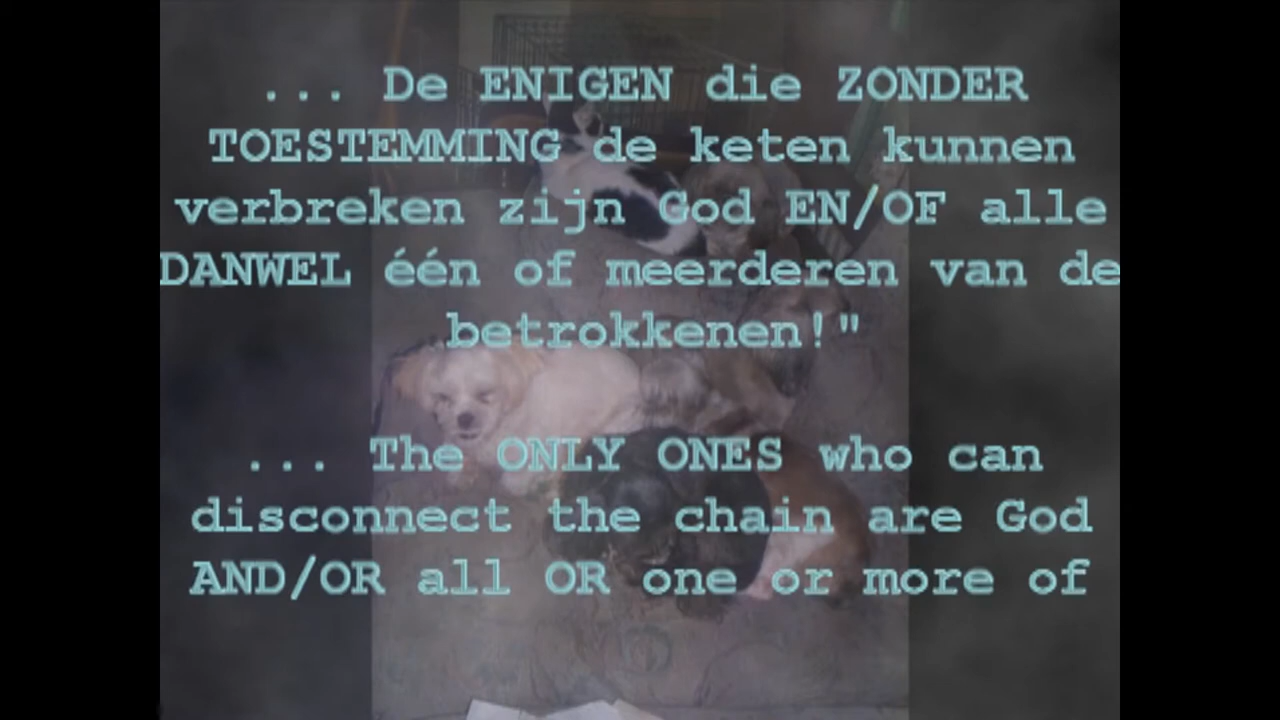 ... De ENIGEN die ZONDER
TOESTEMMING de keten kunnen
verbreken zijn God EN/OF alle
DANWEL één of meerderen van de
betrokkenen!"
... The ONLY ONES who can
disconnect the chain are God
AND/OR all OR one or more of